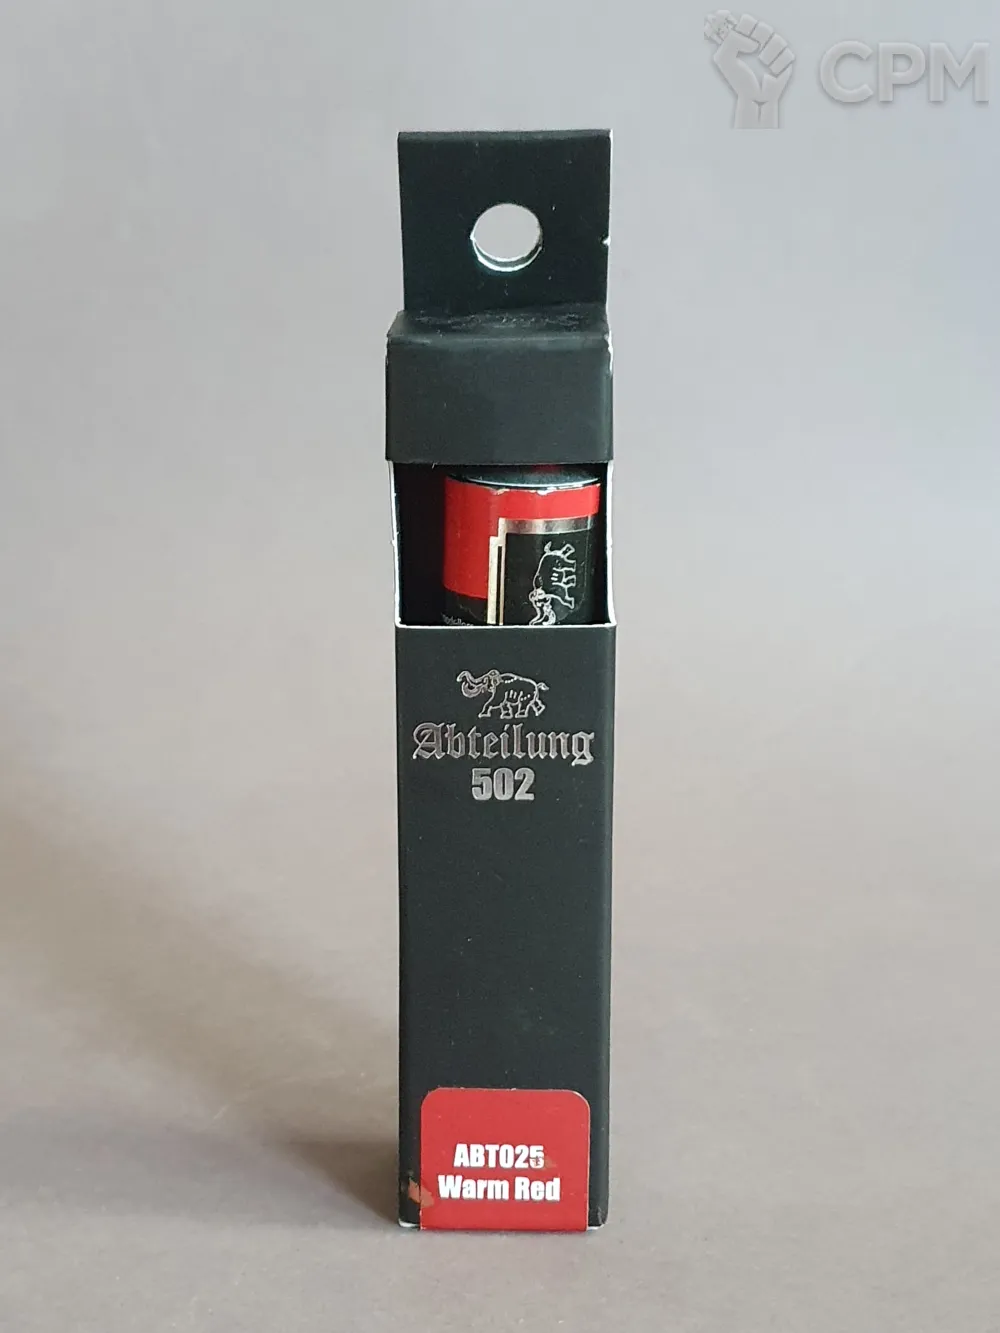 CPM
Abteilung
502
ABT025
Warm Red